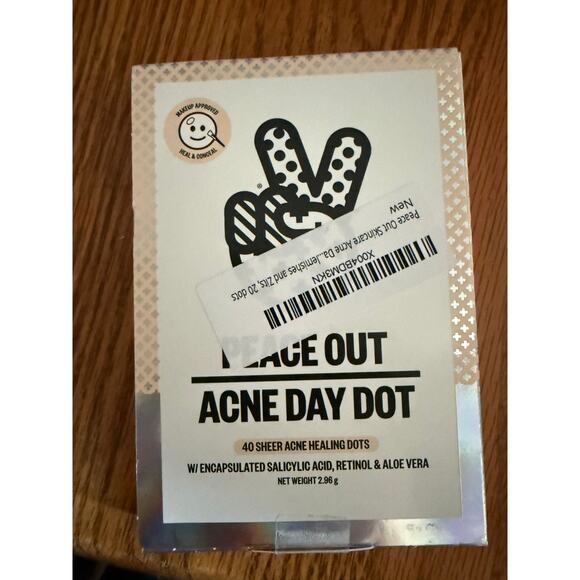 MAKEUP APPROVED
HEAL & CONCEAL
®
Peace Out Skincare Acne Da...lemishes and Zits, 20 dots
New
X004BDM3KN
PEACE OUT
ACNE DAY DOT
40 SHEER ACNE HEALING DOTS
W/ ENCAPSULATED SALICYLIC ACID, RETINOL & ALOE VERA
NET WEIGHT 2.96 g